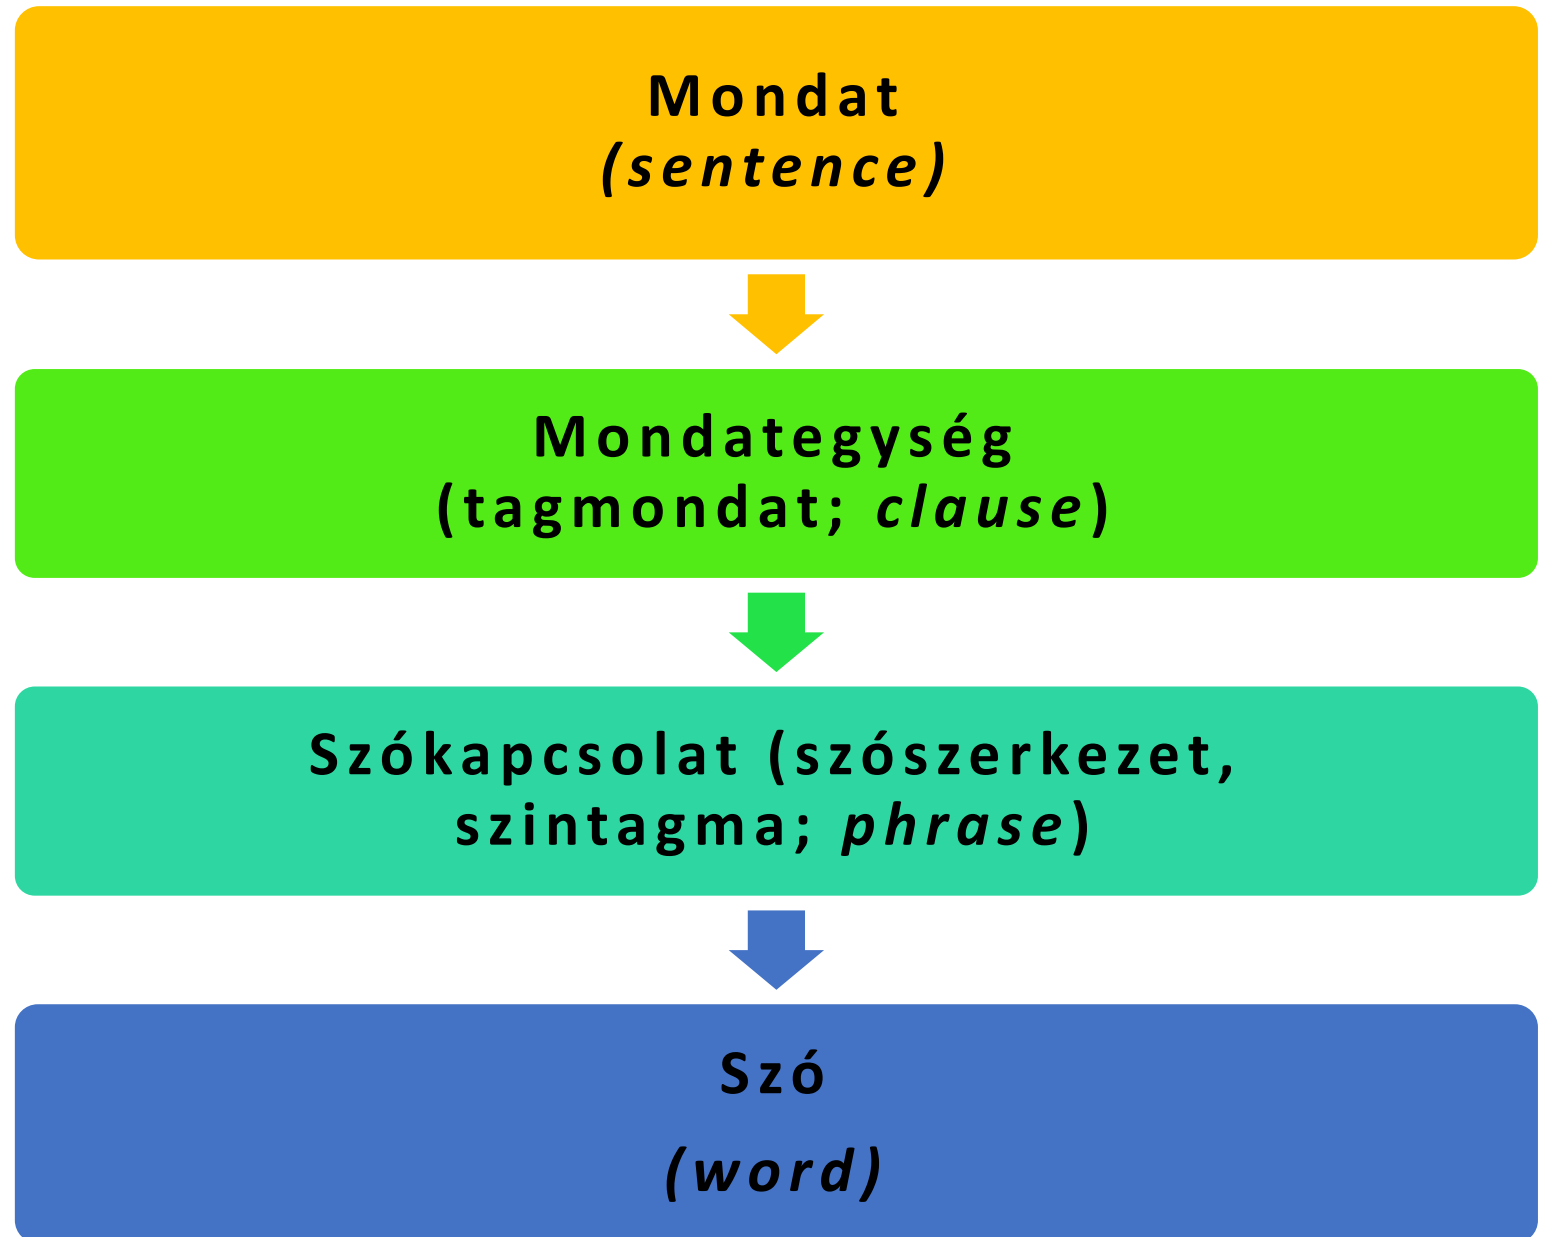 Mondat
(sentence)
Mondategység
(tagmondat; clause)
Szókapcsolat (szószerkezet,
szintagma; phrase)
Szó
(word)